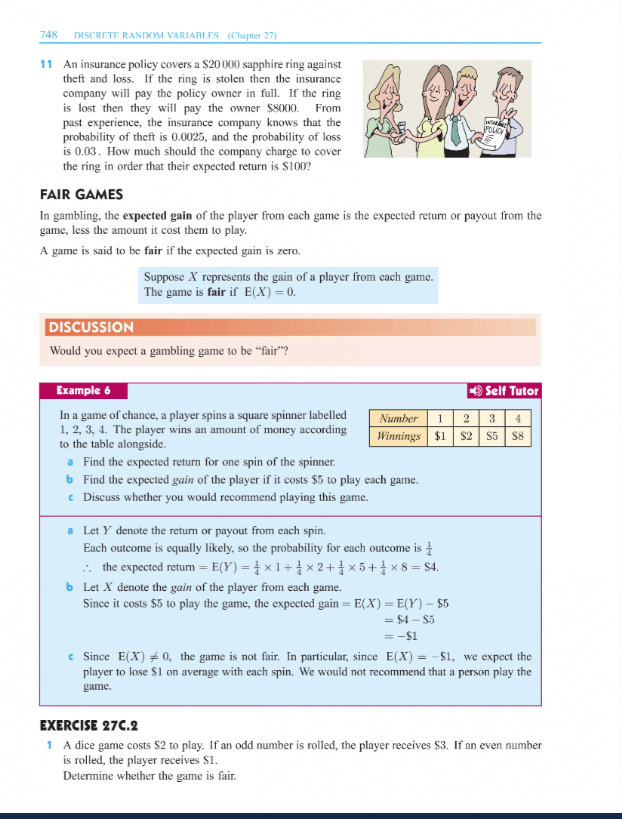 748 DISCRETE RANDOM VARIABLES (Chapter 27)
11 An insurance policy covers a $20 000 sapphire ring against
theft and loss. If the ring is stolen then the insurance
company will pay the policy owner in full. If the ring
is lost then they will pay the owner $8000. From
past experience, the insurance company knows that the
probability of theft is 0.0025, and the probability of loss
is 0.03. How much should the company charge to cover
the ring in order that their expected return is $100?
INSURANCE
POLICY
FAIR GAMES
In gambling, the expected gain of the player from each game is the expected return or payout from the
game, less the amount it cost them to play.
A game is said to be fair if the expected gain is zero.
Suppose X represents the gain of a player from each game.
The game is fair if E(X) = 0.
DISCUSSION
Would you expect a gambling game to be “fair”?
Example 6 Self Tutor
In a game of chance, a player spins a square spinner labelled
1, 2, 3, 4. The player wins an amount of money according
to the table alongside.
Number 1 2 3 4
Winnings $1 $2 $5 $8
a Find the expected return for one spin of the spinner.
b Find the expected gain of the player if it costs $5 to play each game.
c Discuss whether you would recommend playing this game.
a Let Y denote the return or payout from each spin.
Each outcome is equally likely, so the probability for each outcome is 1/4
∴ the expected return = E(Y) = 1/4 × 1 + 1/4 × 2 + 1/4 × 5 + 1/4 × 8 = $4.
b Let X denote the gain of the player from each game.
Since it costs $5 to play the game, the expected gain = E(X) = E(Y) − $5
= $4 − $5
= −$1
c Since E(X) ≠ 0, the game is not fair. In particular, since E(X) = −$1, we expect the
player to lose $1 on average with each spin. We would not recommend that a person play the
game.
EXERCISE 27C.2
1 A dice game costs $2 to play. If an odd number is rolled, the player receives $3. If an even number
is rolled, the player receives $1.
Determine whether the game is fair.